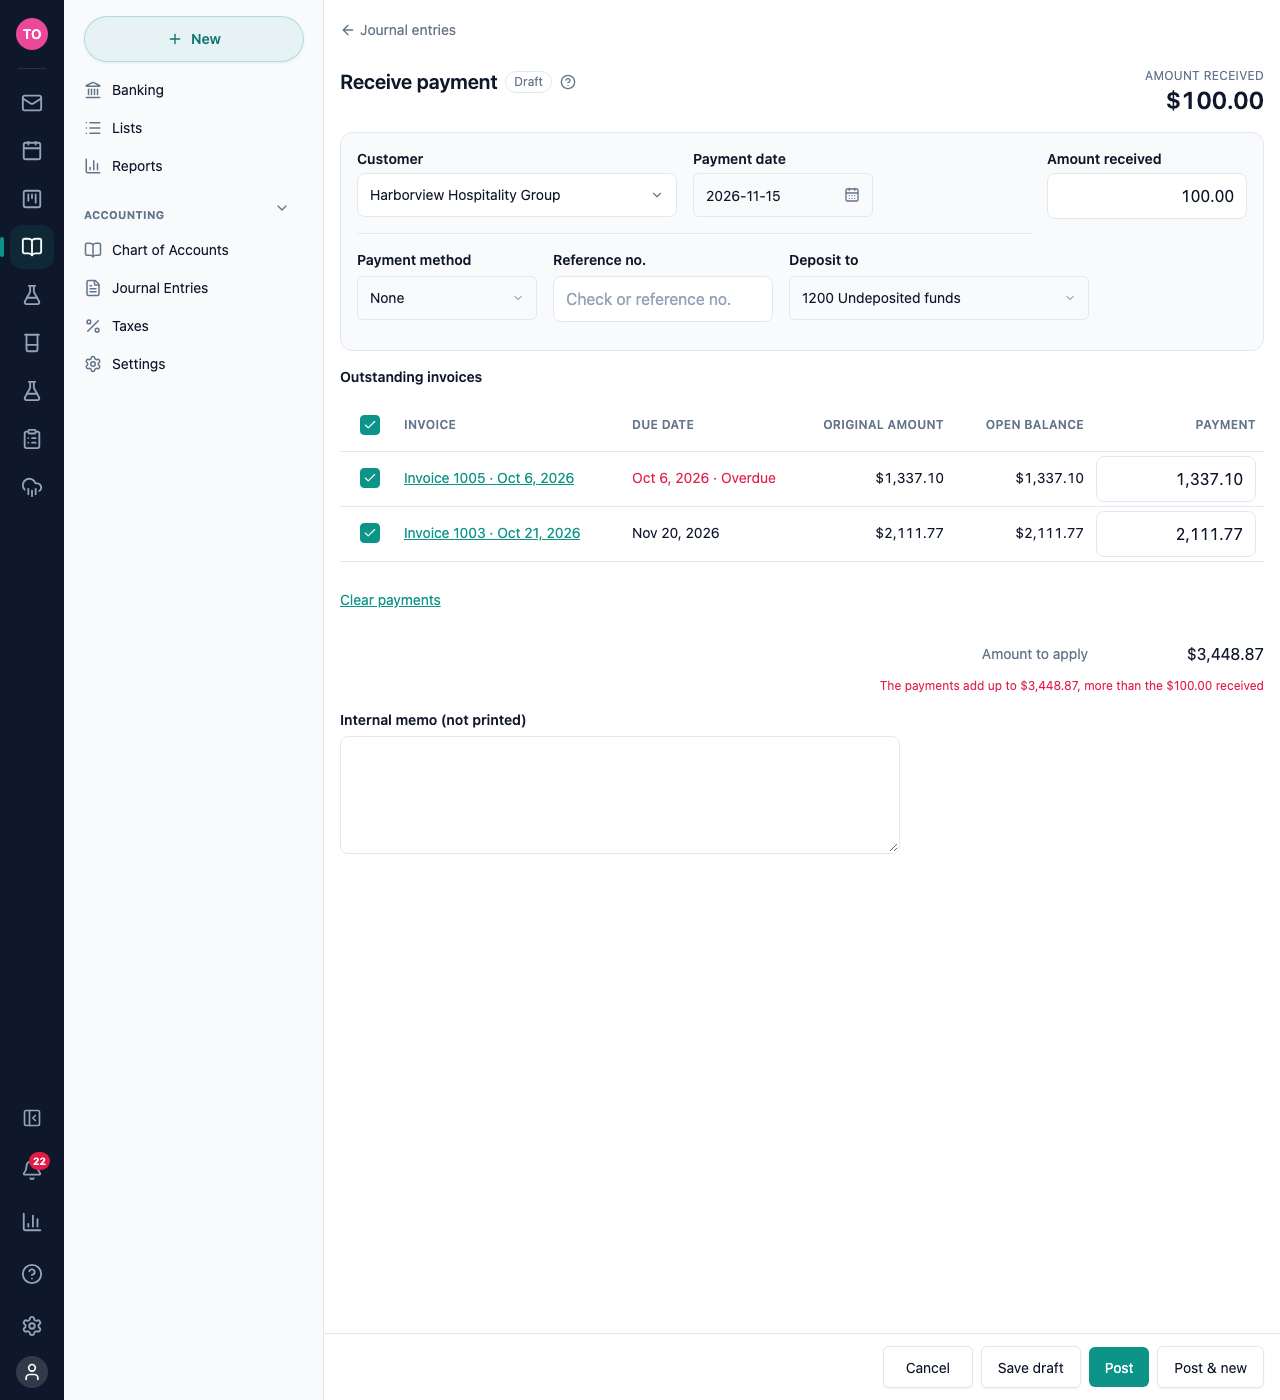 TO
New
Banking
Lists
Reports
ACCOUNTING
Chart of Accounts
Journal Entries
Taxes
Settings
22
Journal entries
Receive payment Draft
AMOUNT RECEIVED
$100.00
Customer Payment date Amount received
Harborview Hospitality Group 2026-11-15 100.00
Payment method Reference no. Deposit to
None Check or reference no. 1200 Undeposited funds
Outstanding invoices
INVOICE DUE DATE ORIGINAL AMOUNT OPEN BALANCE PAYMENT
Invoice 1005 · Oct 6, 2026 Oct 6, 2026 · Overdue $1,337.10 $1,337.10 1,337.10
Invoice 1003 · Oct 21, 2026 Nov 20, 2026 $2,111.77 $2,111.77 2,111.77
Clear payments
Amount to apply $3,448.87
The payments add up to $3,448.87, more than the $100.00 received
Internal memo (not printed)
Cancel Save draft Post Post & new